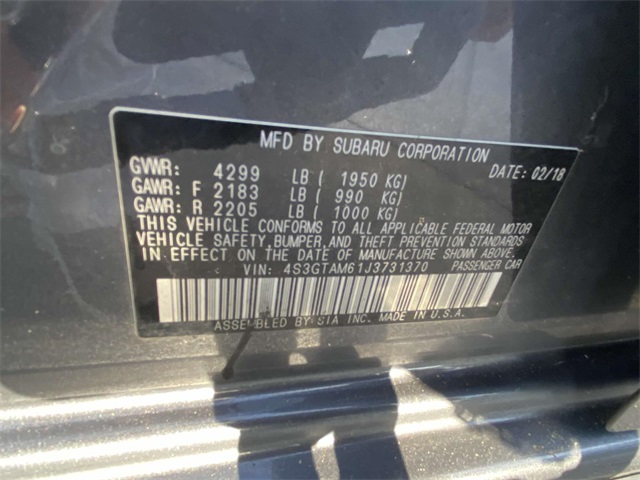 MFD BY SUBARU CORPORATION
GVWR: 4299 LB ( 1950 KG) DATE: 02/18
GAWR: F 2183 LB ( 990 KG)
GAWR: R 2205 LB ( 1000 KG)
THIS VEHICLE CONFORMS TO ALL APPLICABLE FEDERAL MOTOR
VEHICLE SAFETY, BUMPER, AND THEFT PREVENTION STANDARDS
IN EFFECT ON THE DATE OF MANUFACTURE SHOWN ABOVE.
VIN: 4S3GTAM61J3731370 PASSENGER CAR
ASSEMBLED BY SIA INC. MADE IN U.S.A.